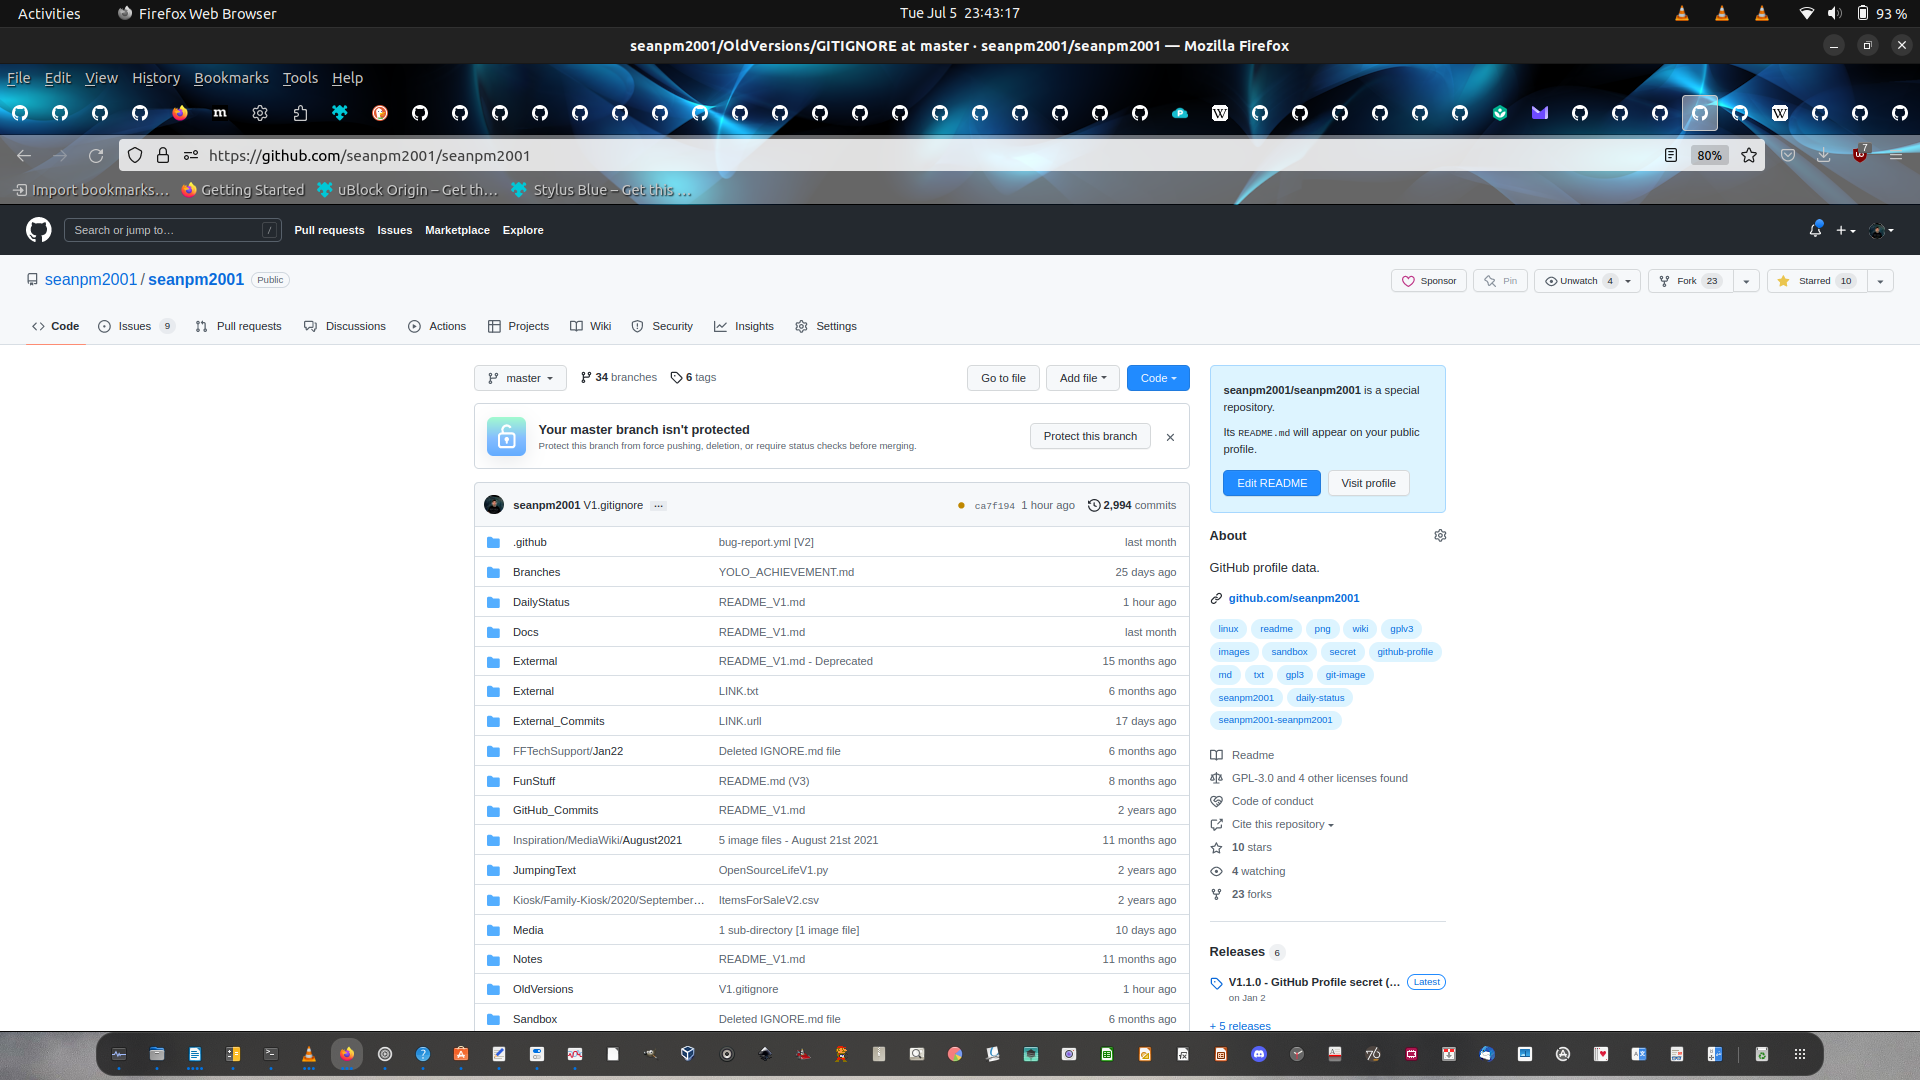 Activities
Firefox Web Browser
Tue Jul 5  23:43:17
93 %
seanpm2001/OldVersions/GITIGNORE at master · seanpm2001/seanpm2001 — Mozilla Firefox
File Edit View History Bookmarks Tools Help
https://github.com/seanpm2001/seanpm2001
80%
7
Import bookmarks…
Getting Started
uBlock Origin – Get th…
Stylus Blue – Get this …
Search or jump to…
/
Pull requests Issues Marketplace Explore
seanpm2001 / seanpm2001 Public
Sponsor
Pin
Unwatch 4
Fork 23
Starred 10
Code
Issues 9
Pull requests
Discussions
Actions
Projects
Wiki
Security
Insights
Settings
master
34 branches
6 tags
Go to file
Add file
Code
Your master branch isn't protected
Protect this branch from force pushing, deletion, or require status checks before merging.
Protect this branch
seanpm2001 V1.gitignore ...
ca7f194 1 hour ago
2,994 commits
.github bug-report.yml [V2] last month
Branches YOLO_ACHIEVEMENT.md 25 days ago
DailyStatus README_V1.md 1 hour ago
Docs README_V1.md last month
Extermal README_V1.md - Deprecated 15 months ago
External LINK.txt 6 months ago
External_Commits LINK.urll 17 days ago
FFTechSupport/Jan22 Deleted IGNORE.md file 6 months ago
FunStuff README.md (V3) 8 months ago
GitHub_Commits README_V1.md 2 years ago
Inspiration/MediaWiki/August2021 5 image files - August 21st 2021 11 months ago
JumpingText OpenSourceLifeV1.py 2 years ago
Kiosk/Family-Kiosk/2020/September… ItemsForSaleV2.csv 2 years ago
Media 1 sub-directory [1 image file] 10 days ago
Notes README_V1.md 11 months ago
OldVersions V1.gitignore 1 hour ago
Sandbox Deleted IGNORE.md file 6 months ago
seanpm2001/seanpm2001 is a special
repository.
Its README.md will appear on your public
profile.
Edit README
Visit profile
About
GitHub profile data.
github.com/seanpm2001
linux readme png wiki gplv3
images sandbox secret github-profile
md txt gpl3 git-image
seanpm2001 daily-status
seanpm2001-seanpm2001
Readme
GPL-3.0 and 4 other licenses found
Code of conduct
Cite this repository
10 stars
4 watching
23 forks
Releases 6
V1.1.0 - GitHub Profile secret (… Latest
on Jan 2
+ 5 releases